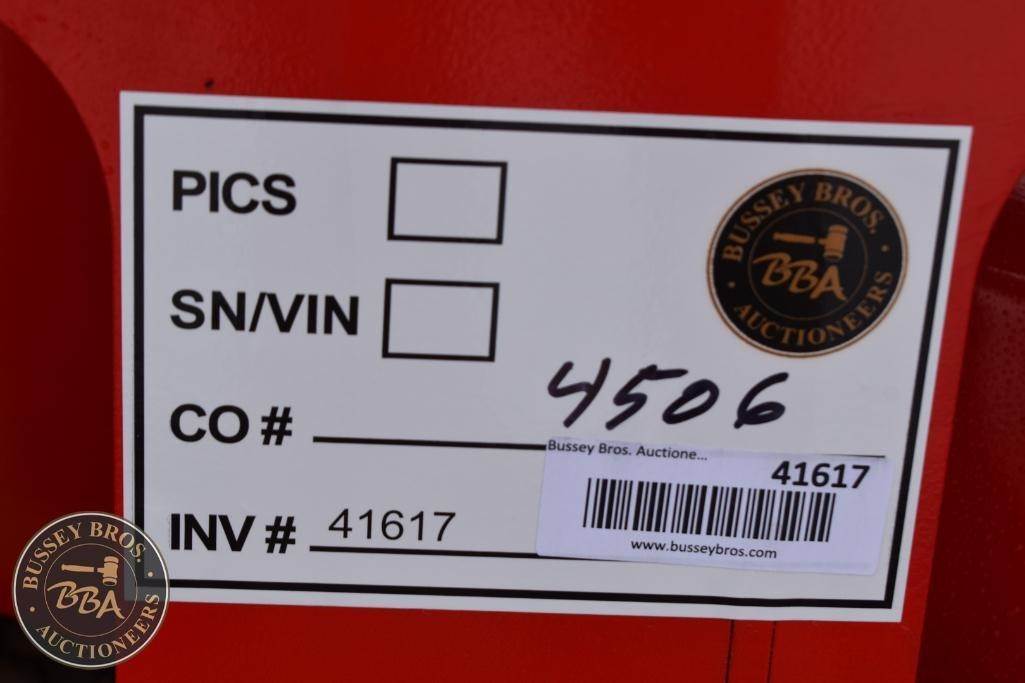 PICS
BUSSEY BROS.
BBA
AUCTIONEERS
SN/VIN
4506
CO #
Bussey Bros. Auctione...
41617
INV # 41617
www.busseybros.com
BUSSEY BROS.
BBA
AUCTIONEERS